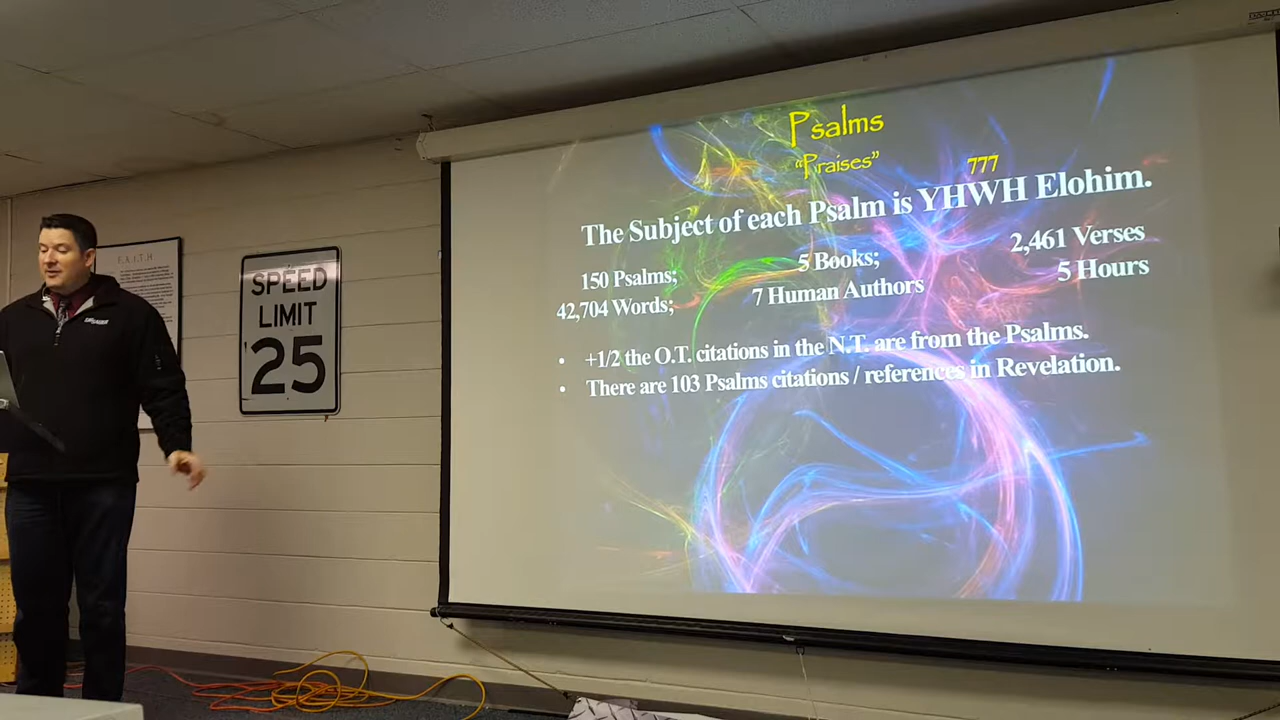 F.A.I.T.H.
SPEED
LIMIT
25
Psalms
"Praises"
777
The Subject of each Psalm is YHWH Elohim.
150 Psalms; 5 Books; 2,461 Verses
42,704 Words; 7 Human Authors 5 Hours
• +1/2 the O.T. citations in the N.T. are from the Psalms.
• There are 103 Psalms citations / references in Revelation.